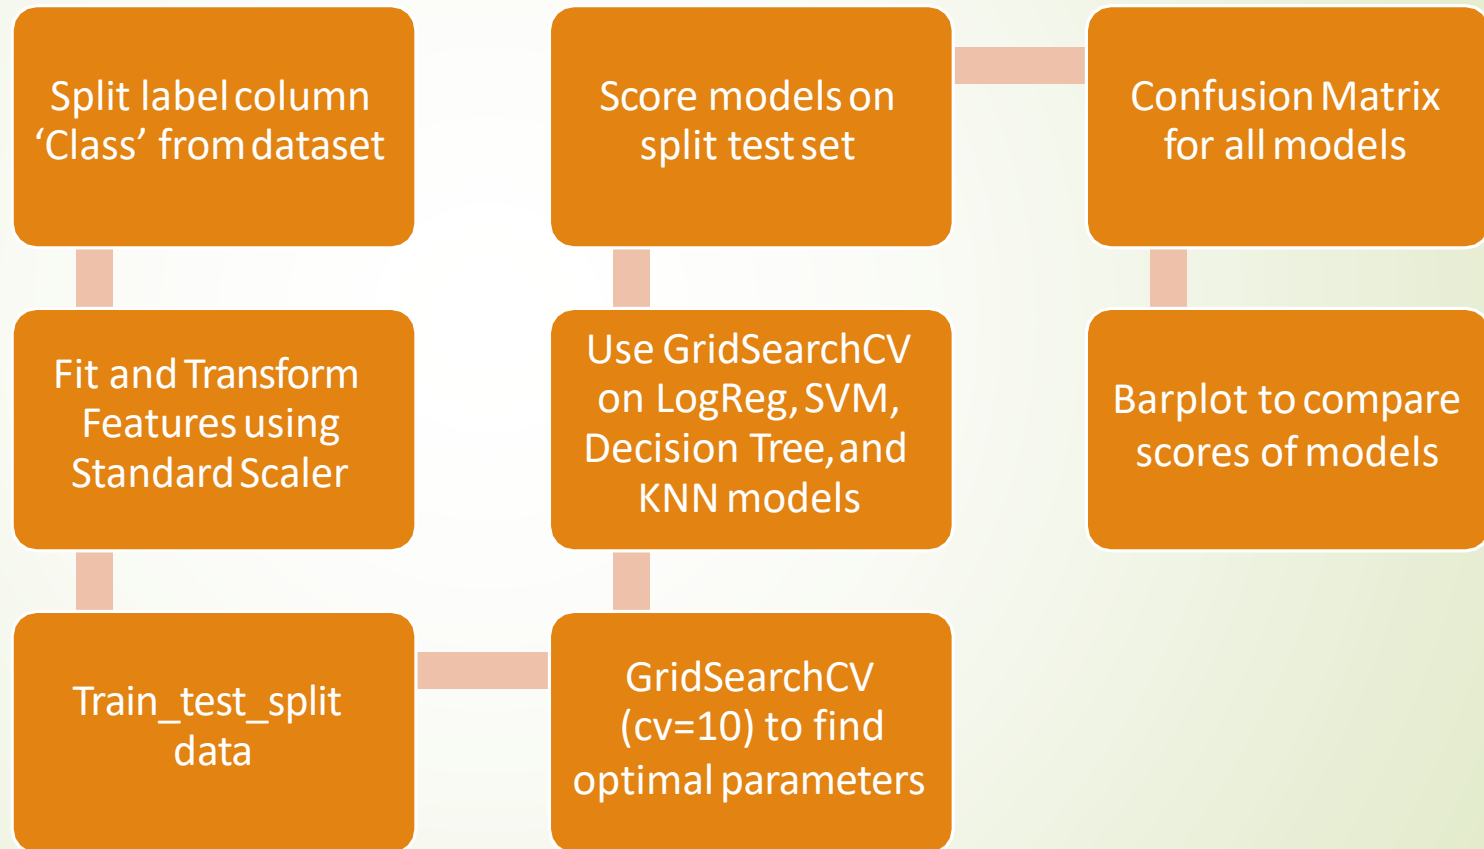 Split label column
‘Class’ from dataset
Fit and Transform
Features using
Standard Scaler
Train_test_split
data
GridSearchCV
(cv=10) to find
optimal parameters
Use GridSearchCV
on LogReg, SVM,
Decision Tree, and
KNN models
Score models on
split test set
Confusion Matrix
for all models
Barplot to compare
scores of models